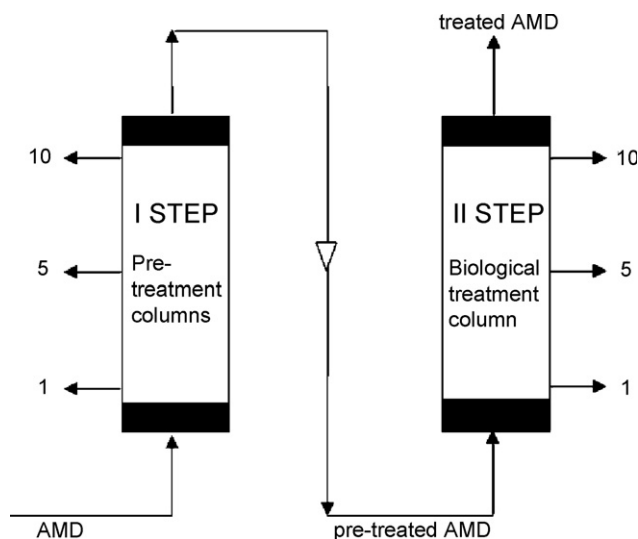 treated AMD
10
I STEP
5
Pre-
treatment
columns
1
AMD
10
II STEP
5
Biological
treatment
column
1
pre-treated AMD